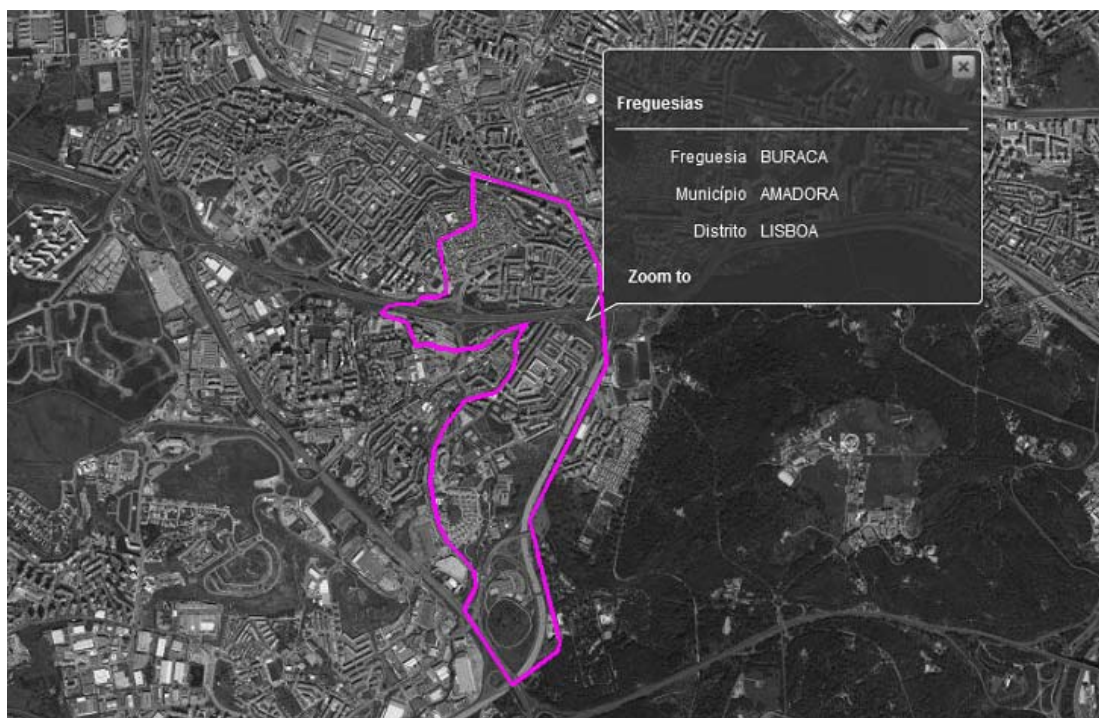 Freguesias
Freguesia BURACA
Município AMADORA
Distrito LISBOA
Zoom to